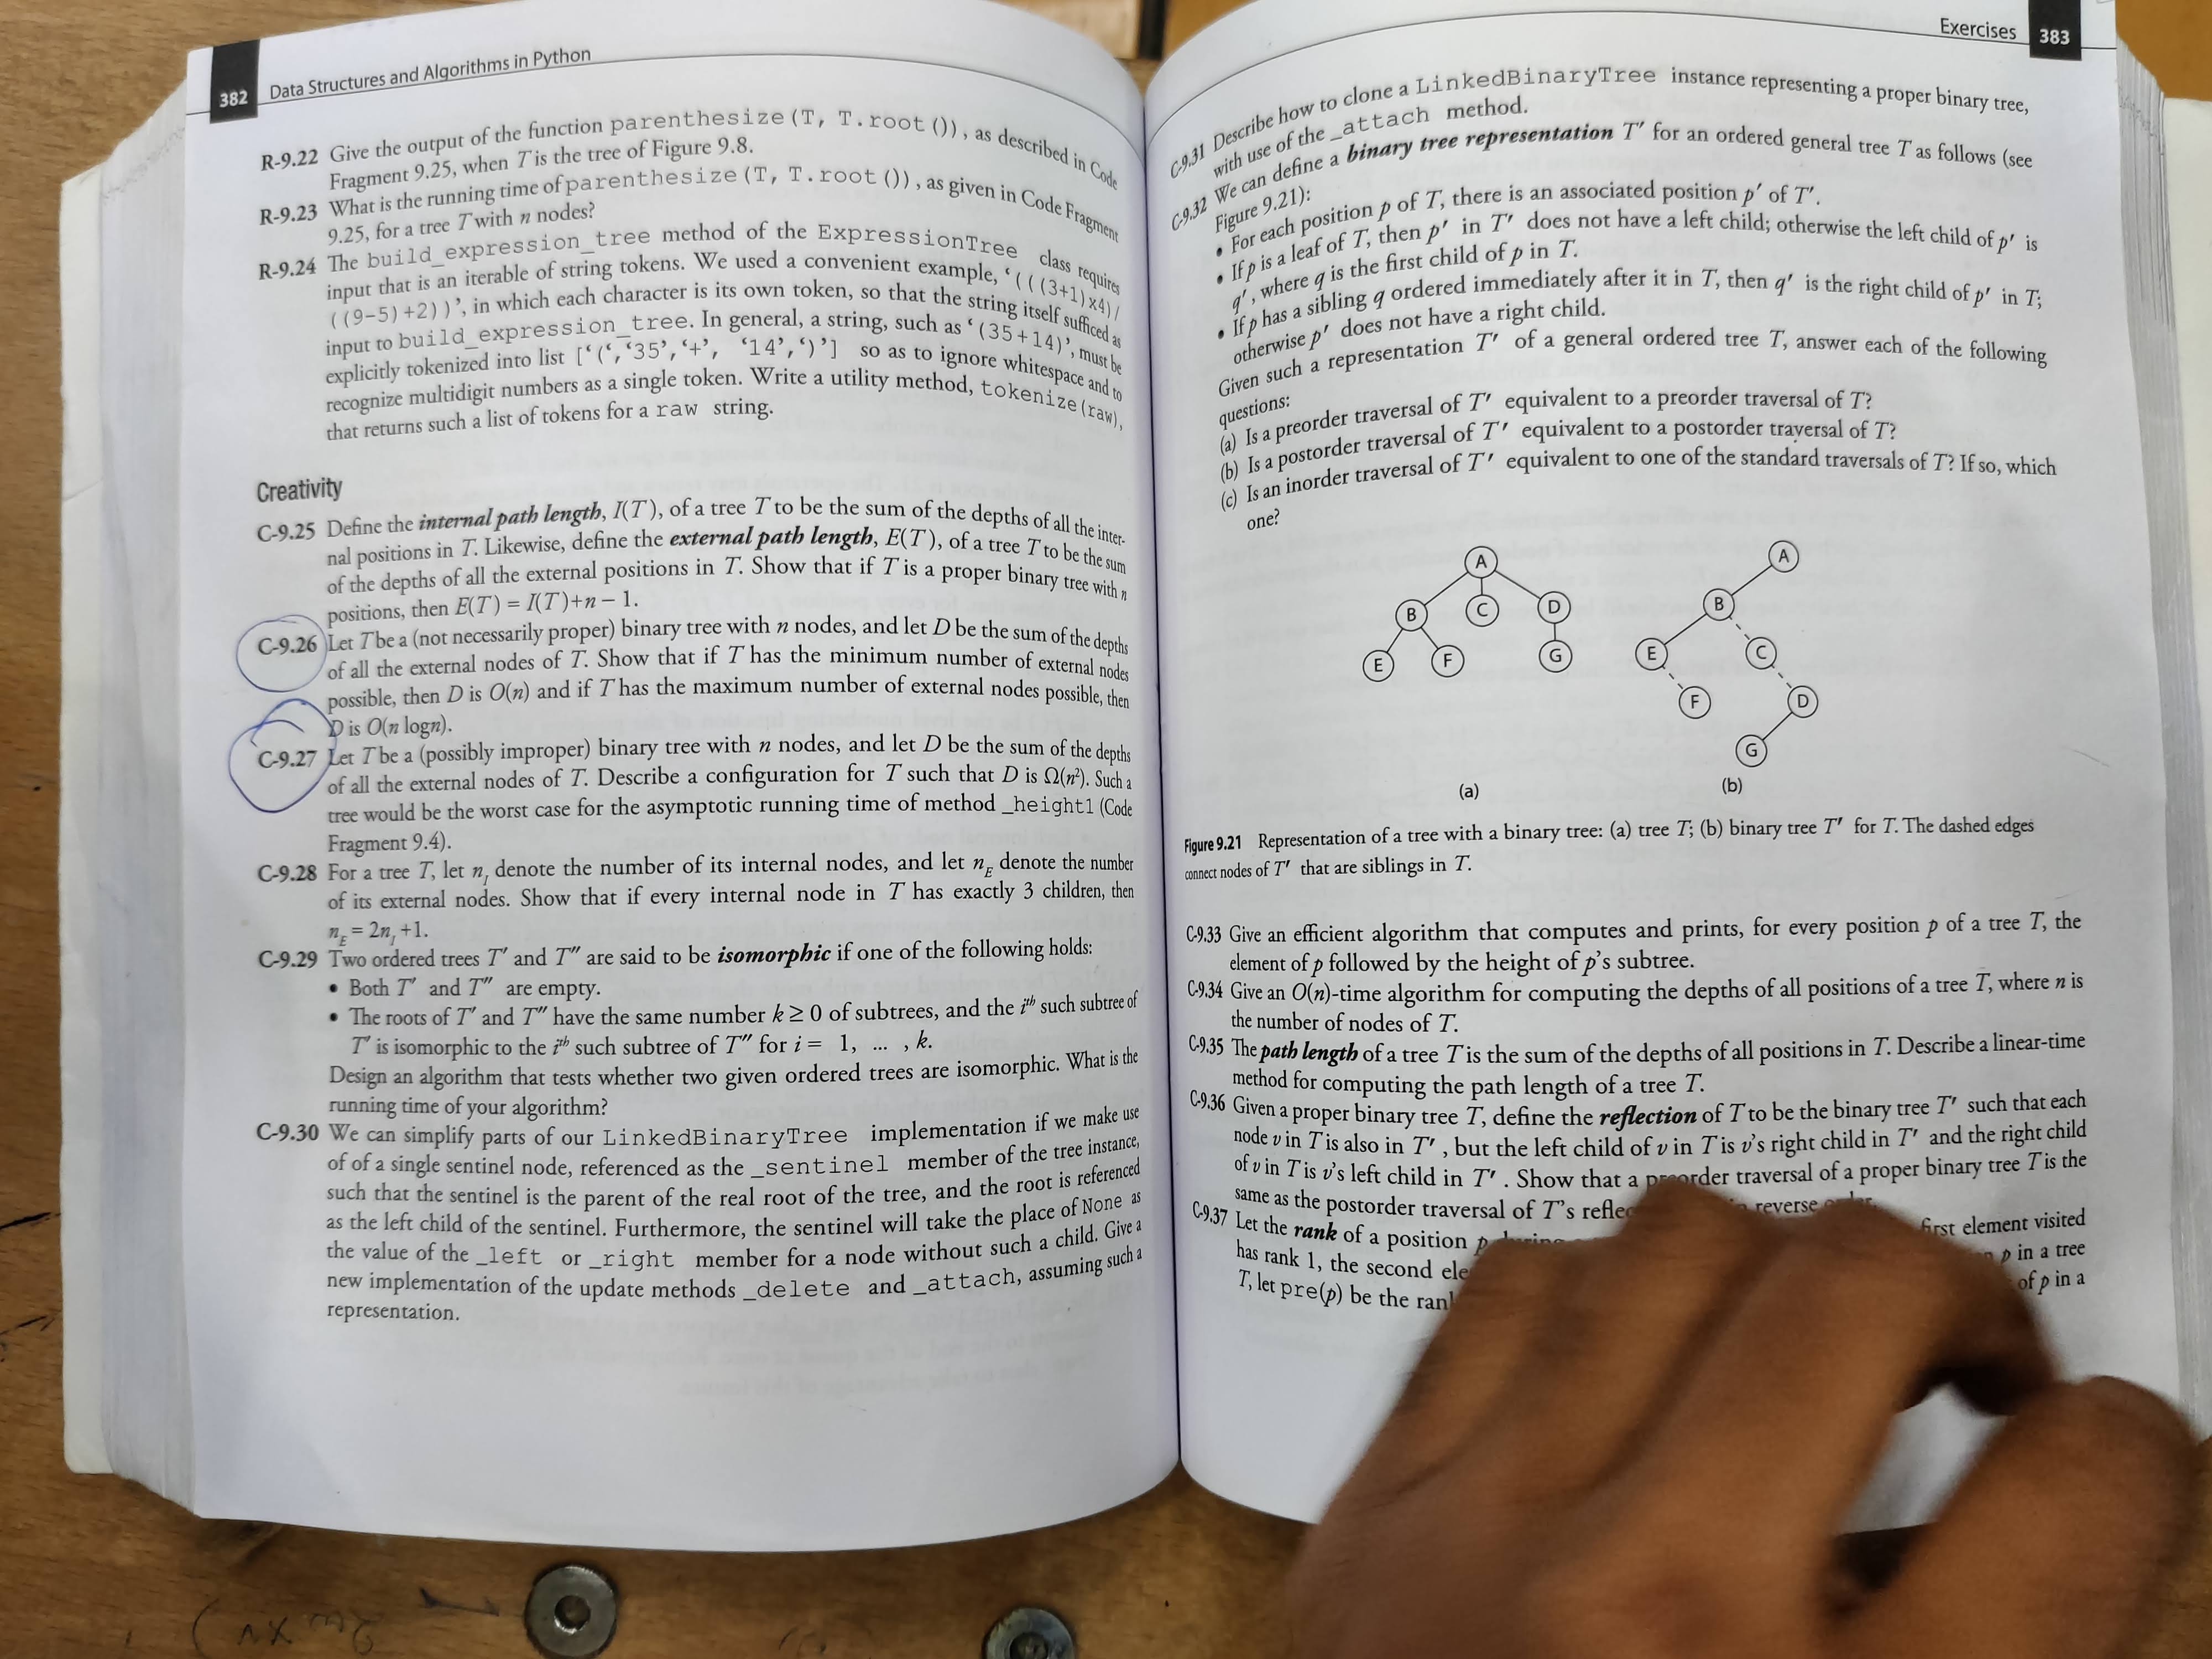 382
Data Structures and Algorithms in Python
R-9.22 Give the output of the function parenthesize(T, T.root()), as described in Code
Fragment 9.25, when T is the tree of Figure 9.8.
R-9.23 What is the running time of parenthesize(T, T.root()), as given in Code Fragment
9.25, for a tree T with n nodes?
R-9.24 The build_expression_tree method of the ExpressionTree class requires
input that is an iterable of string tokens. We used a convenient example, ‘(((3+1)x4)/
((9-5)+2))’, in which each character is its own token, so that the string itself sufficed as
input to build_expression_tree. In general, a string, such as ‘(35+14)’, must be
explicitly tokenized into list [‘(‘,‘35’,‘+’, ‘14’,‘)’] so as to ignore whitespace and to
recognize multidigit numbers as a single token. Write a utility method, tokenize(raw),
that returns such a list of tokens for a raw string.
Creativity
C-9.25 Define the internal path length, I(T), of a tree T to be the sum of the depths of all the inter-
nal positions in T. Likewise, define the external path length, E(T), of a tree T to be the sum
of the depths of all the external positions in T. Show that if T is a proper binary tree with n
positions, then E(T) = I(T)+n − 1.
C-9.26 Let T be a (not necessarily proper) binary tree with n nodes, and let D be the sum of the depths
of all the external nodes of T. Show that if T has the minimum number of external nodes
possible, then D is O(n) and if T has the maximum number of external nodes possible, then
D is O(n logn).
C-9.27 Let T be a (possibly improper) binary tree with n nodes, and let D be the sum of the depths
of all the external nodes of T. Describe a configuration for T such that D is Ω(n²). Such a
tree would be the worst case for the asymptotic running time of method _height1 (Code
Fragment 9.4).
C-9.28 For a tree T, let n_I denote the number of its internal nodes, and let n_E denote the number
of its external nodes. Show that if every internal node in T has exactly 3 children, then
n_E = 2n_I +1.
C-9.29 Two ordered trees T′ and T″ are said to be isomorphic if one of the following holds:
• Both T′ and T″ are empty.
• The roots of T′ and T″ have the same number k ≥ 0 of subtrees, and the i^th such subtree of
T′ is isomorphic to the i^th such subtree of T″ for i = 1, ... , k.
Design an algorithm that tests whether two given ordered trees are isomorphic. What is the
running time of your algorithm?
C-9.30 We can simplify parts of our LinkedBinaryTree implementation if we make use
of of a single sentinel node, referenced as the _sentinel member of the tree instance,
such that the sentinel is the parent of the real root of the tree, and the root is referenced
as the left child of the sentinel. Furthermore, the sentinel will take the place of None as
the value of the _left or _right member for a node without such a child. Give a
new implementation of the update methods _delete and _attach, assuming such a
representation.
Exercises 383
C-9.31 Describe how to clone a LinkedBinaryTree instance representing a proper binary tree,
with use of the _attach method.
C-9.32 We can define a binary tree representation T′ for an ordered general tree T as follows (see
Figure 9.21):
• For each position p of T, there is an associated position p′ of T′.
• If p is a leaf of T, then p′ in T′ does not have a left child; otherwise the left child of p′ is
q′, where q is the first child of p in T.
• If p has a sibling q ordered immediately after it in T, then q′ is the right child of p′ in T;
otherwise p′ does not have a right child.
Given such a representation T′ of a general ordered tree T, answer each of the following
questions:
(a) Is a preorder traversal of T′ equivalent to a preorder traversal of T?
(b) Is a postorder traversal of T′ equivalent to a postorder traversal of T?
(c) Is an inorder traversal of T′ equivalent to one of the standard traversals of T? If so, which
one?
A
B C D
E F G
(a)
A
B
E C
F D
G
(b)
Figure 9.21 Representation of a tree with a binary tree: (a) tree T; (b) binary tree T′ for T. The dashed edges
connect nodes of T′ that are siblings in T.
C-9.33 Give an efficient algorithm that computes and prints, for every position p of a tree T, the
element of p followed by the height of p's subtree.
C-9.34 Give an O(n)-time algorithm for computing the depths of all positions of a tree T, where n is
the number of nodes of T.
C-9.35 The path length of a tree T is the sum of the depths of all positions in T. Describe a linear-time
method for computing the path length of a tree T.
C-9.36 Given a proper binary tree T, define the reflection of T to be the binary tree T′ such that each
node v in T is also in T′ , but the left child of v in T is v's right child in T′ and the right child
of v in T is v's left child in T′ . Show that a preorder traversal of a proper binary tree T is the
same as the postorder traversal of T's reverse
C-9.37 Let the rank of a position p first element visited
has rank 1, the second p in a tree
T, let pre(p) be the of p in a